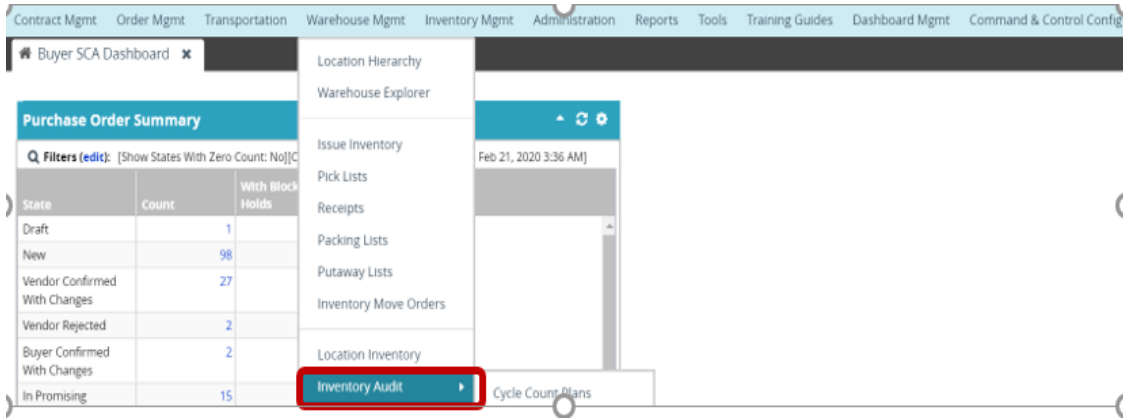 Contract Mgmt Order Mgmt Transportation Warehouse Mgmt Inventory Mgmt Administration Reports Tools Training Guides Dashboard Mgmt Command & Control Config
Buyer SCA Dashboard
Location Hierarchy
Warehouse Explorer
Issue Inventory
Pick Lists
Receipts
Packing Lists
Putaway Lists
Inventory Move Orders
Location Inventory
Inventory Audit
Cycle Count Plans
Purchase Order Summary
Filters (edit): [Show States With Zero Count: No][C Feb 21, 2020 3:36 AM]
State Count With Block Holds
Draft 1
New 98
Vendor Confirmed 27
With Changes
Vendor Rejected 2
Buyer Confirmed 2
With Changes
In Promising 15